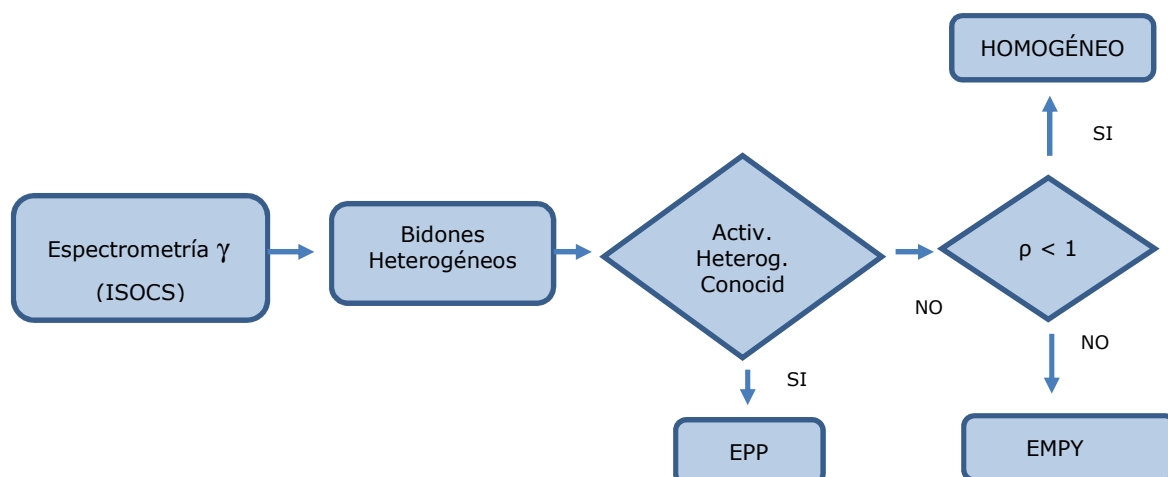 HOMOGÉNEO
SI
Espectrometría γ
(ISOCS)
Bidones
Heterogéneos
Activ.
Heterog.
Conocid
NO
ρ < 1
NO
SI
EPP
EMPY